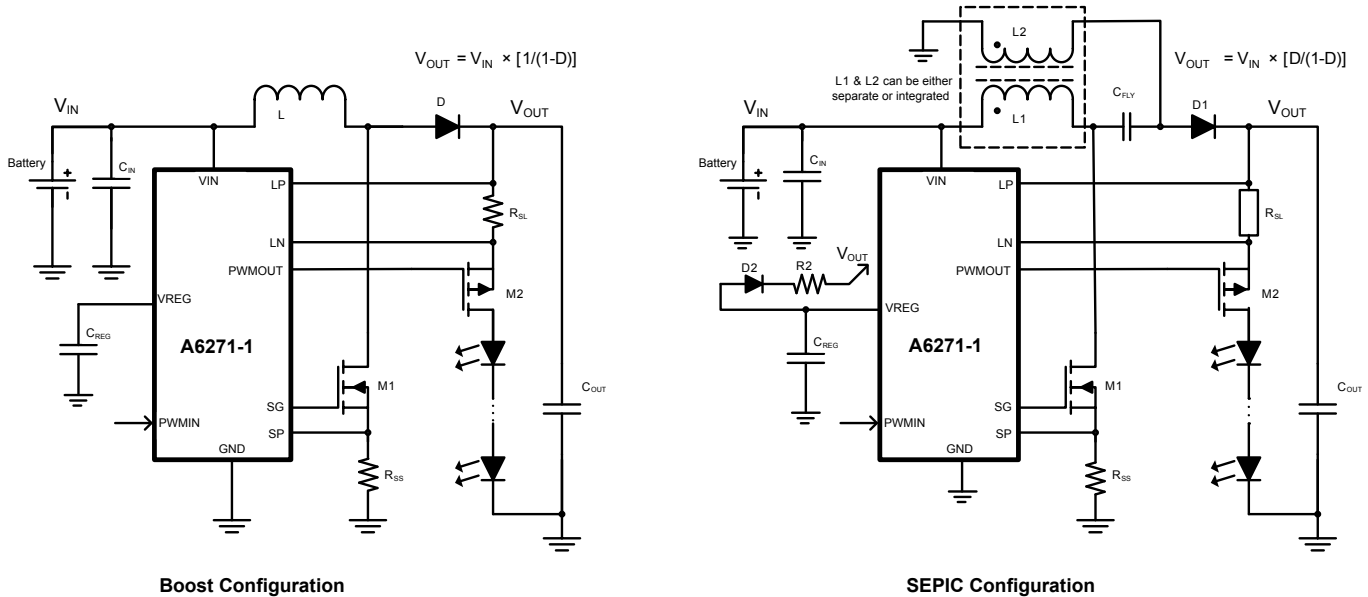 V_OUT = V_IN × [1/(1-D)]
V_IN
L
D
V_OUT
Battery
+
C_IN
VIN
LP
R_SL
LN
PWMOUT
M2
VREG
C_REG
A6271-1
M1
C_OUT
SG
PWMIN
SP
GND
R_SS
Boost Configuration
L2
V_OUT = V_IN × [D/(1-D)]
L1 & L2 can be either
separate or integrated
C_FLY
V_IN
L1
D1
V_OUT
Battery
+
C_IN
VIN
LP
R_SL
LN
D2
R2
V_OUT
PWMOUT
M2
VREG
C_REG
A6271-1
M1
C_OUT
SG
PWMIN
SP
GND
R_SS
SEPIC Configuration